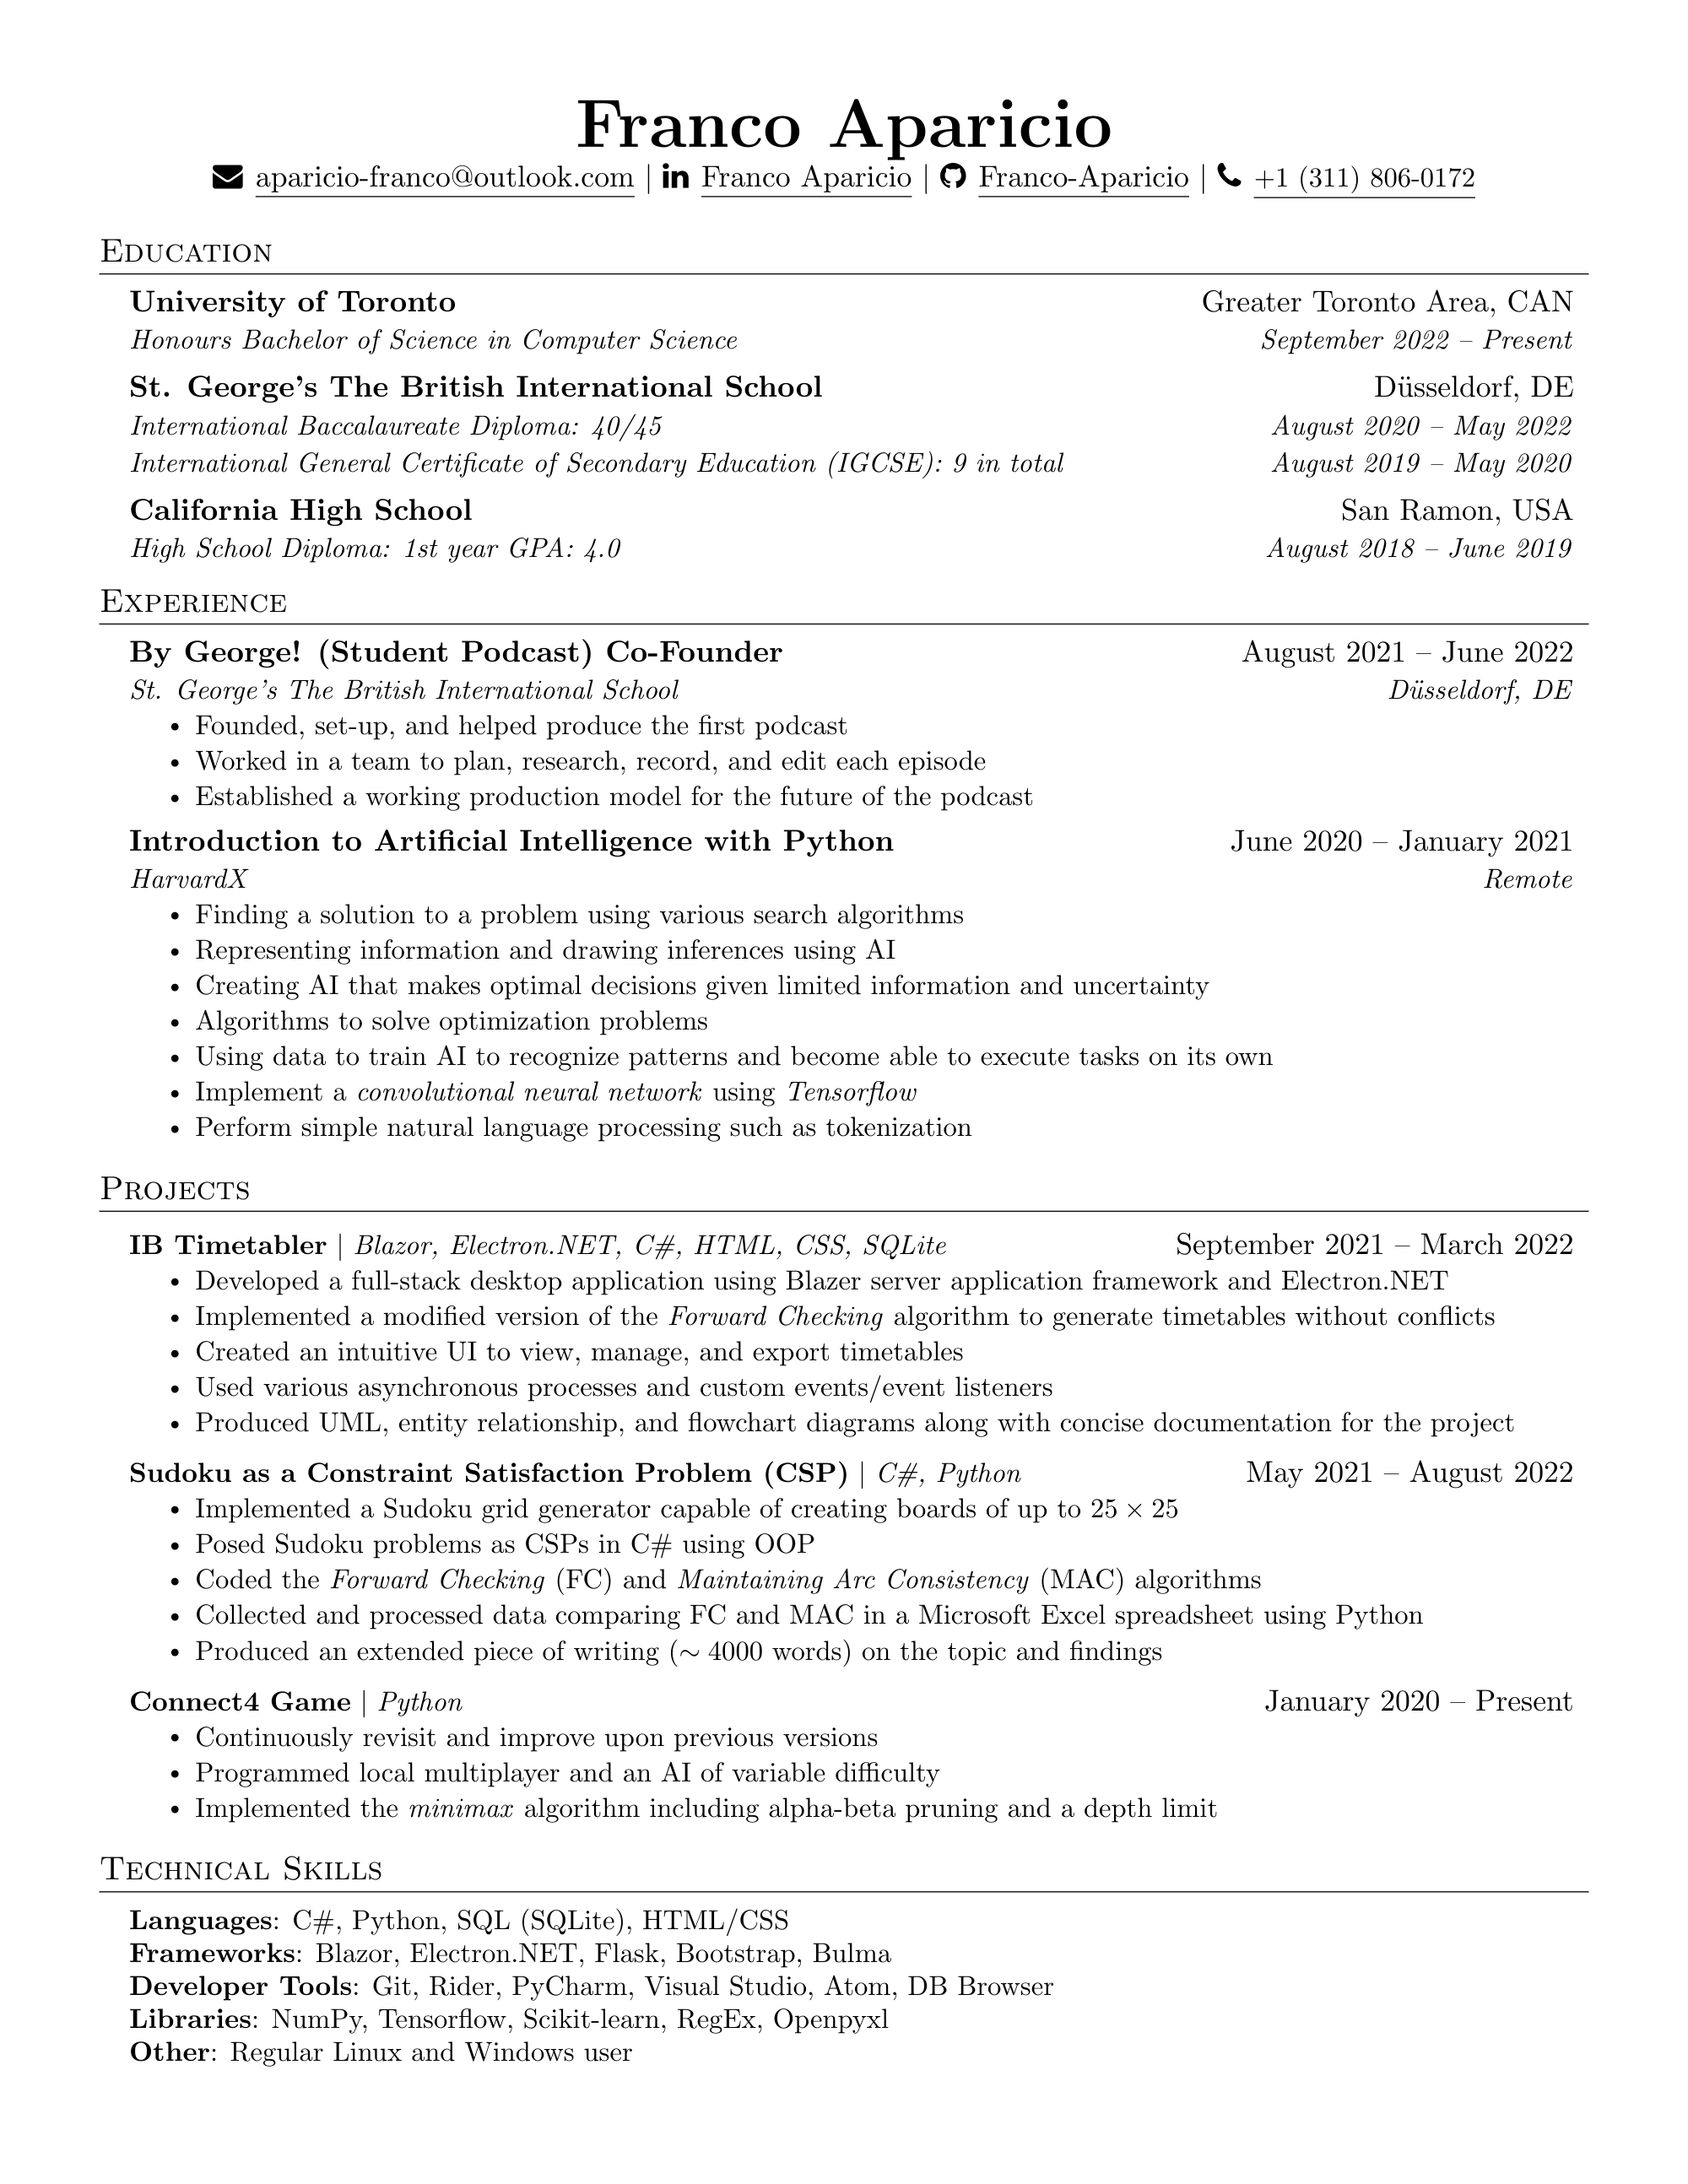 Franco Aparicio
aparicio-franco@outlook.com | Franco Aparicio | Franco-Aparicio | +1 (311) 806-0172
Education
University of Toronto Greater Toronto Area, CAN
Honours Bachelor of Science in Computer Science September 2022 – Present
St. George's The British International School Düsseldorf, DE
International Baccalaureate Diploma: 40/45 August 2020 – May 2022
International General Certificate of Secondary Education (IGCSE): 9 in total August 2019 – May 2020
California High School San Ramon, USA
High School Diploma: 1st year GPA: 4.0 August 2018 – June 2019
Experience
By George! (Student Podcast) Co-Founder August 2021 – June 2022
St. George's The British International School Düsseldorf, DE
• Founded, set-up, and helped produce the first podcast
• Worked in a team to plan, research, record, and edit each episode
• Established a working production model for the future of the podcast
Introduction to Artificial Intelligence with Python June 2020 – January 2021
HarvardX Remote
• Finding a solution to a problem using various search algorithms
• Representing information and drawing inferences using AI
• Creating AI that makes optimal decisions given limited information and uncertainty
• Algorithms to solve optimization problems
• Using data to train AI to recognize patterns and become able to execute tasks on its own
• Implement a convolutional neural network using Tensorflow
• Perform simple natural language processing such as tokenization
Projects
IB Timetabler | Blazor, Electron.NET, C#, HTML, CSS, SQLite September 2021 – March 2022
• Developed a full-stack desktop application using Blazer server application framework and Electron.NET
• Implemented a modified version of the Forward Checking algorithm to generate timetables without conflicts
• Created an intuitive UI to view, manage, and export timetables
• Used various asynchronous processes and custom events/event listeners
• Produced UML, entity relationship, and flowchart diagrams along with concise documentation for the project
Sudoku as a Constraint Satisfaction Problem (CSP) | C#, Python May 2021 – August 2022
• Implemented a Sudoku grid generator capable of creating boards of up to 25 × 25
• Posed Sudoku problems as CSPs in C# using OOP
• Coded the Forward Checking (FC) and Maintaining Arc Consistency (MAC) algorithms
• Collected and processed data comparing FC and MAC in a Microsoft Excel spreadsheet using Python
• Produced an extended piece of writing (∼ 4000 words) on the topic and findings
Connect4 Game | Python January 2020 – Present
• Continuously revisit and improve upon previous versions
• Programmed local multiplayer and an AI of variable difficulty
• Implemented the minimax algorithm including alpha-beta pruning and a depth limit
Technical Skills
Languages: C#, Python, SQL (SQLite), HTML/CSS
Frameworks: Blazor, Electron.NET, Flask, Bootstrap, Bulma
Developer Tools: Git, Rider, PyCharm, Visual Studio, Atom, DB Browser
Libraries: NumPy, Tensorflow, Scikit-learn, RegEx, Openpyxl
Other: Regular Linux and Windows user